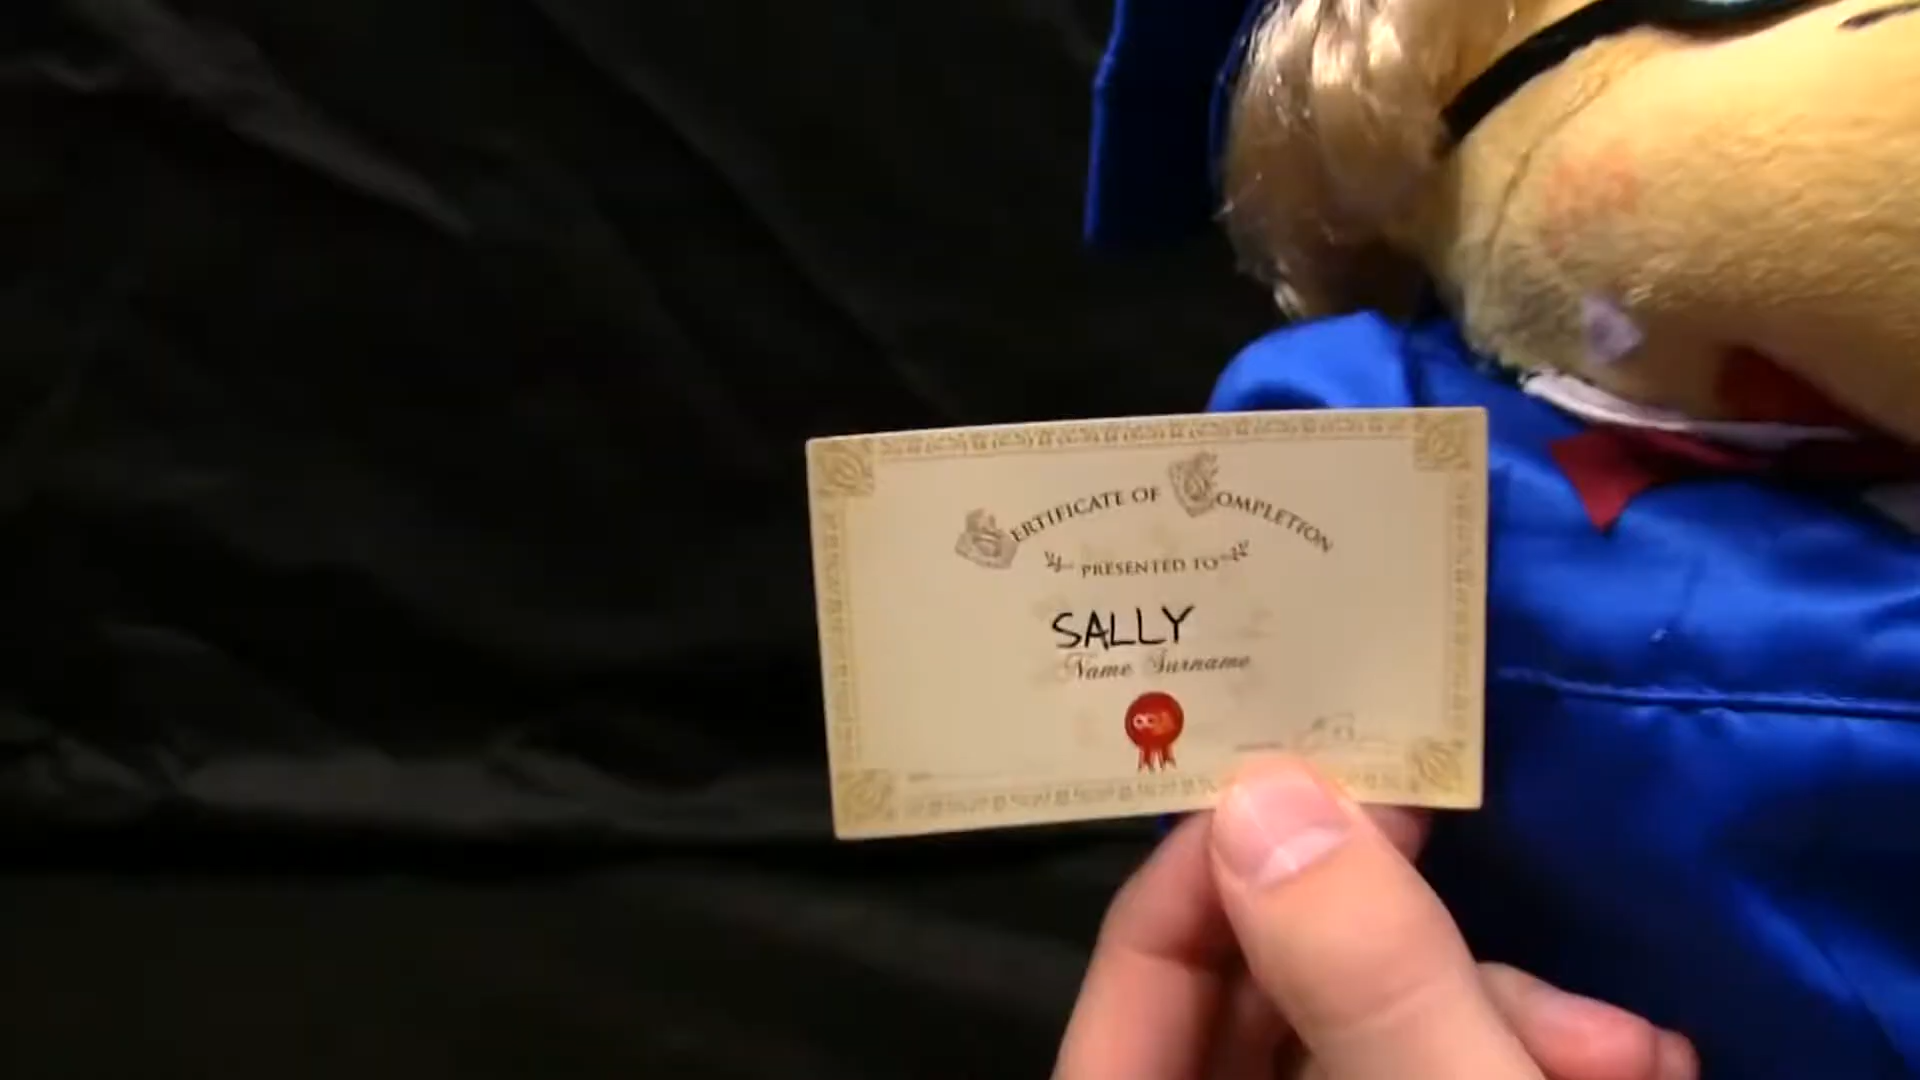 CERTIFICATE OF COMPLETION
PRESENTED TO
SALLY
Name Surname